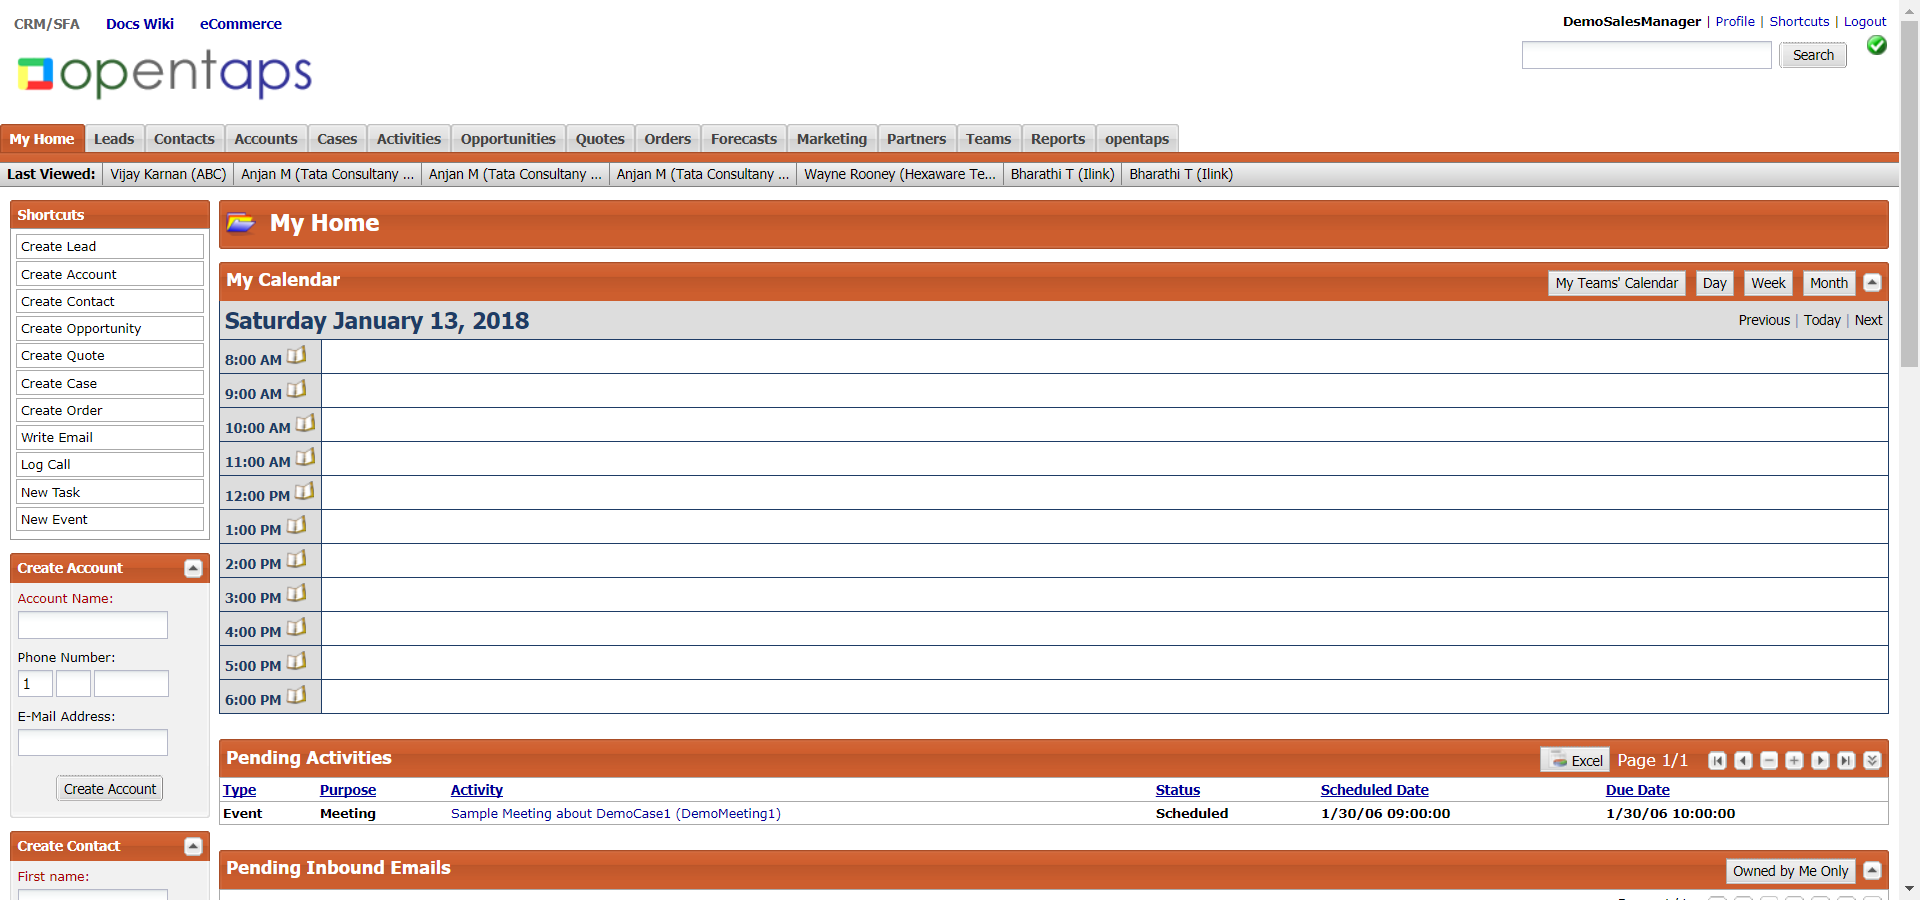 CRM/SFA Docs Wiki eCommerce
DemoSalesManager | Profile | Shortcuts | Logout
opentaps
Search
My Home Leads Contacts Accounts Cases Activities Opportunities Quotes Orders Forecasts Marketing Partners Teams Reports opentaps
Last Viewed: Vijay Karnan (ABC) Anjan M (Tata Consultany ... Anjan M (Tata Consultany ... Anjan M (Tata Consultany ... Wayne Rooney (Hexaware Te... Bharathi T (Ilink) Bharathi T (Ilink)
Shortcuts
Create Lead
Create Account
Create Contact
Create Opportunity
Create Quote
Create Case
Create Order
Write Email
Log Call
New Task
New Event
Create Account
Account Name:
Phone Number:
1
E-Mail Address:
Create Account
Create Contact
First name:
My Home
My Calendar
My Teams' Calendar Day Week Month
Saturday January 13, 2018
Previous | Today | Next
8:00 AM
9:00 AM
10:00 AM
11:00 AM
12:00 PM
1:00 PM
2:00 PM
3:00 PM
4:00 PM
5:00 PM
6:00 PM
Pending Activities
Excel Page 1/1
Type Purpose Activity Status Scheduled Date Due Date
Event Meeting Sample Meeting about DemoCase1 (DemoMeeting1) Scheduled 1/30/06 09:00:00 1/30/06 10:00:00
Pending Inbound Emails
Owned by Me Only